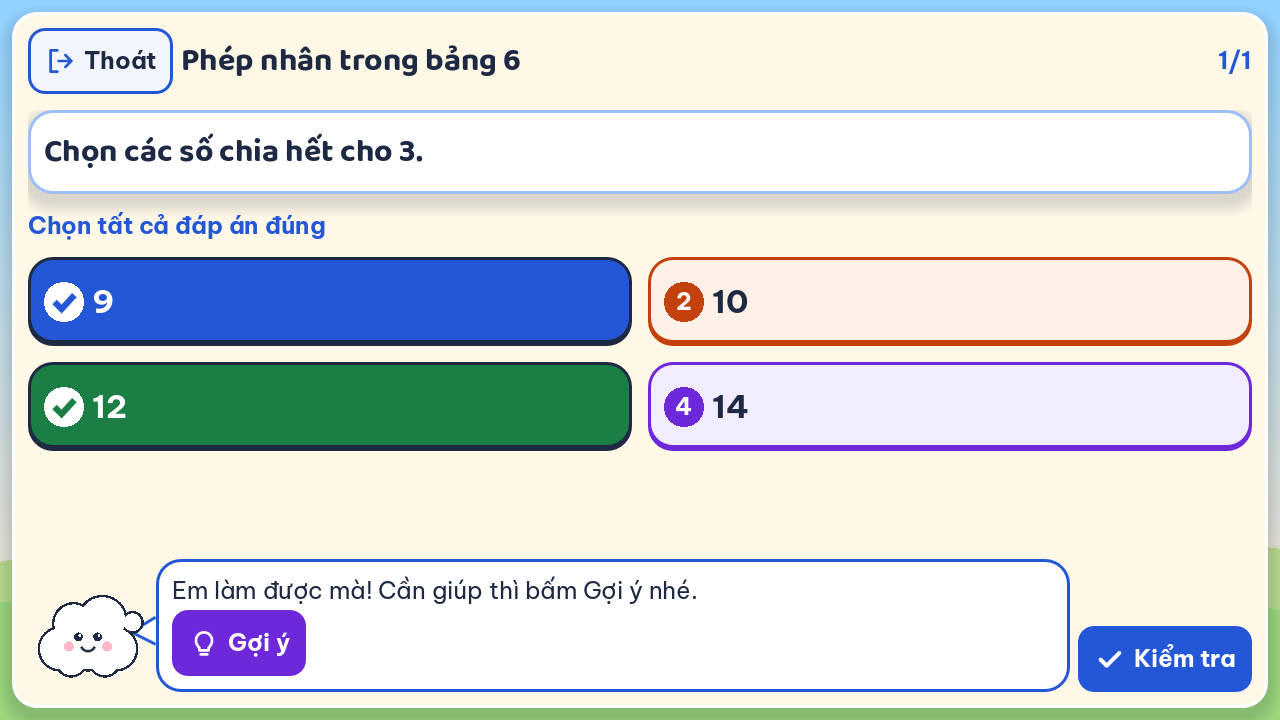 Thoát
Phép nhân trong bảng 6
1/1
Chọn các số chia hết cho 3.
Chọn tất cả đáp án đúng
9
2 10
12
4 14
Em làm được mà! Cần giúp thì bấm Gợi ý nhé.
Gợi ý
Kiểm tra